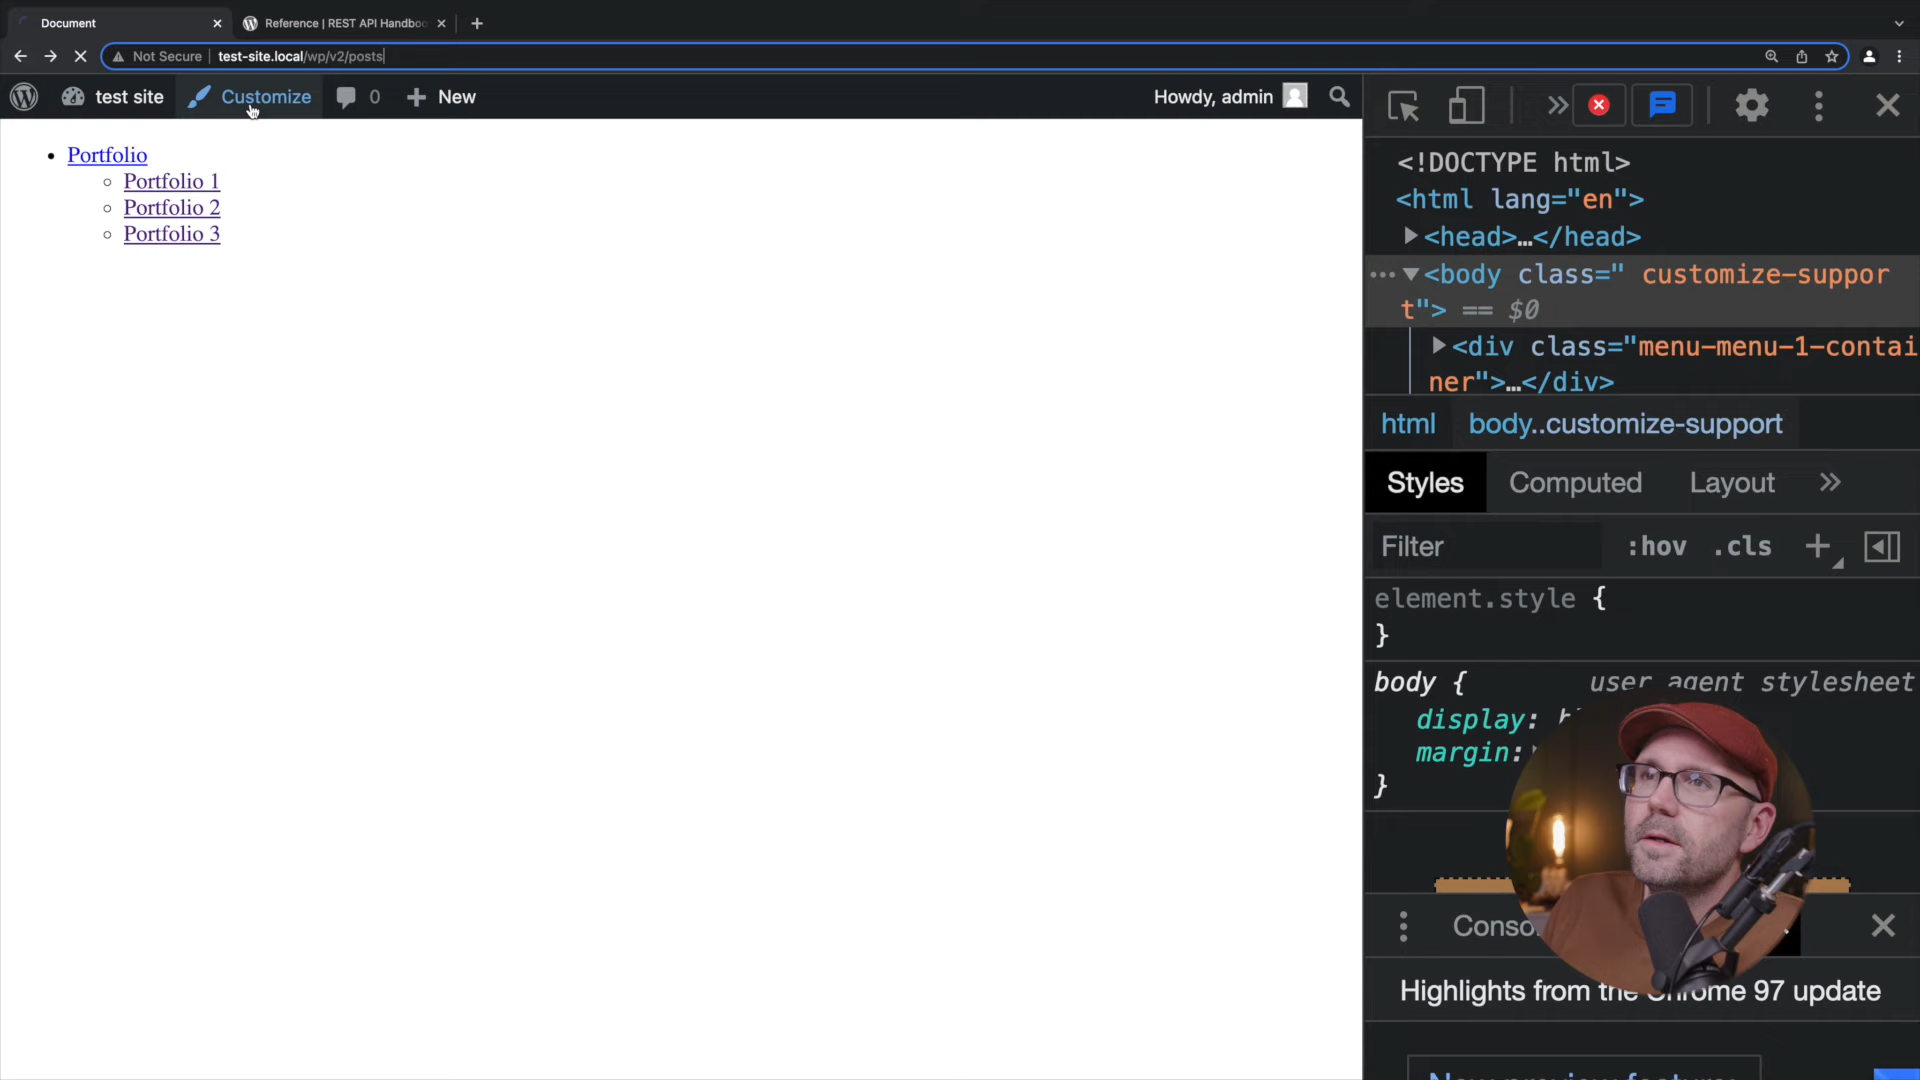 Document
Reference | REST API Handboo
Not Secure
test-site.local/wp/v2/posts
test site
Customize
0
New
Howdy, admin
Portfolio
Portfolio 1
Portfolio 2
Portfolio 3
<!DOCTYPE html>
<html lang="en">
<head>…</head>
<body class=" customize-suppor
t"> == $0
<div class="menu-menu-1-contai
ner">…</div>
html
body..customize-support
Styles
Computed
Layout
Filter
:hov
.cls
element.style {
}
body {
user agent stylesheet
display:
margin:
}
Highlights from the Chrome 97 update